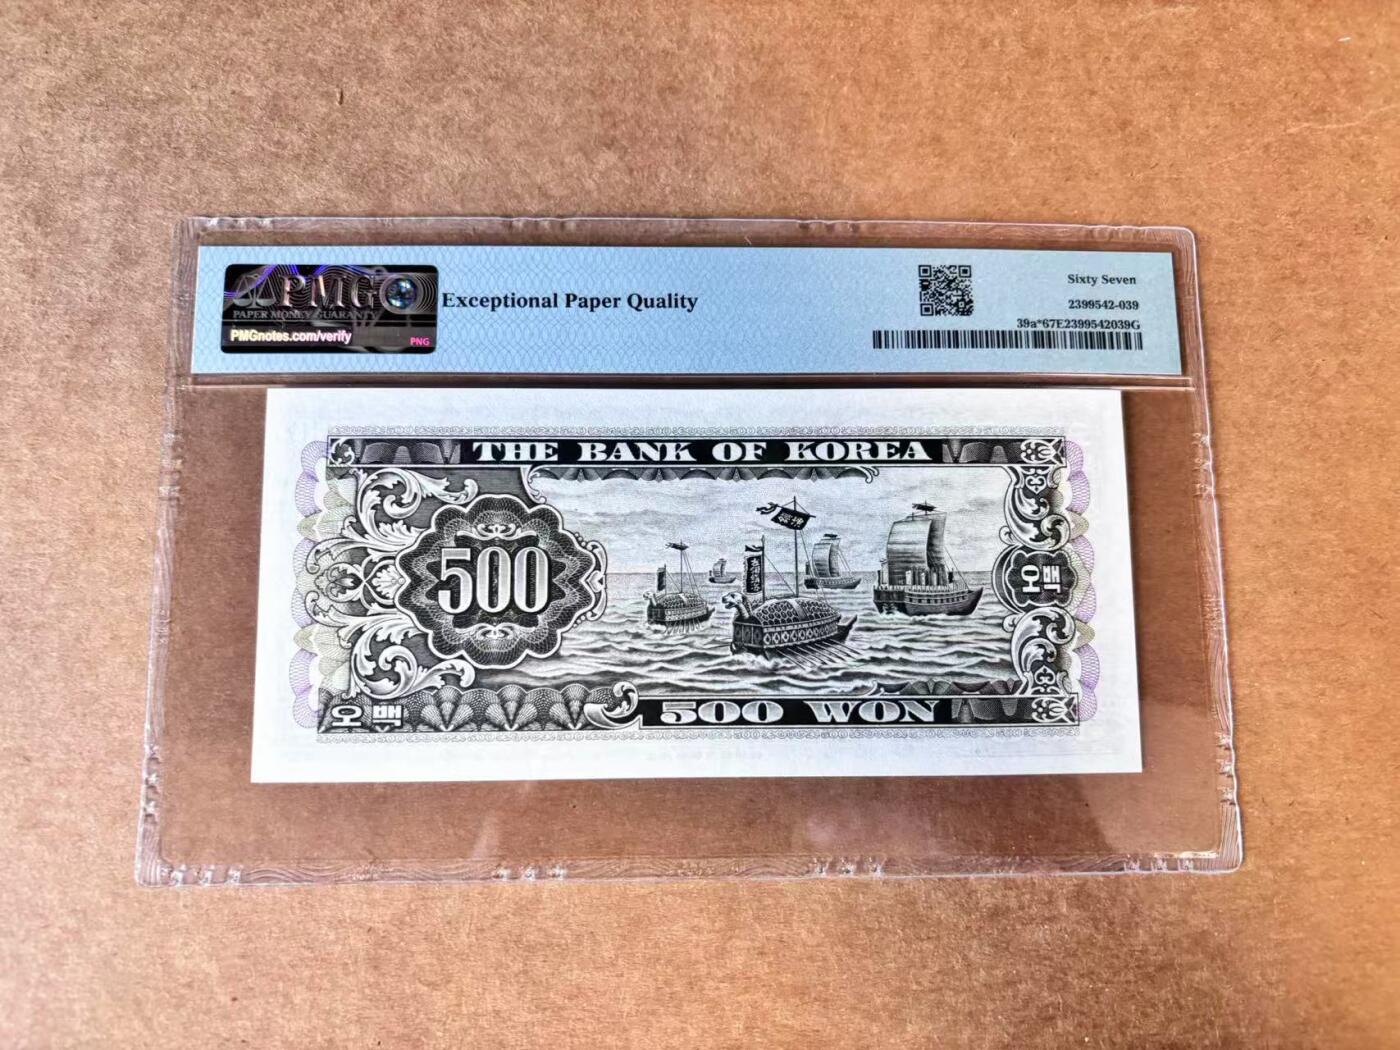 PMG
PAPER MONEY GUARANTY
PMGnotes.com/verify
PNG
Exceptional Paper Quality
Sixty Seven
2399542-039
39a*67E2399542039G
THE BANK OF KOREA
500
오백
오백
500 WON